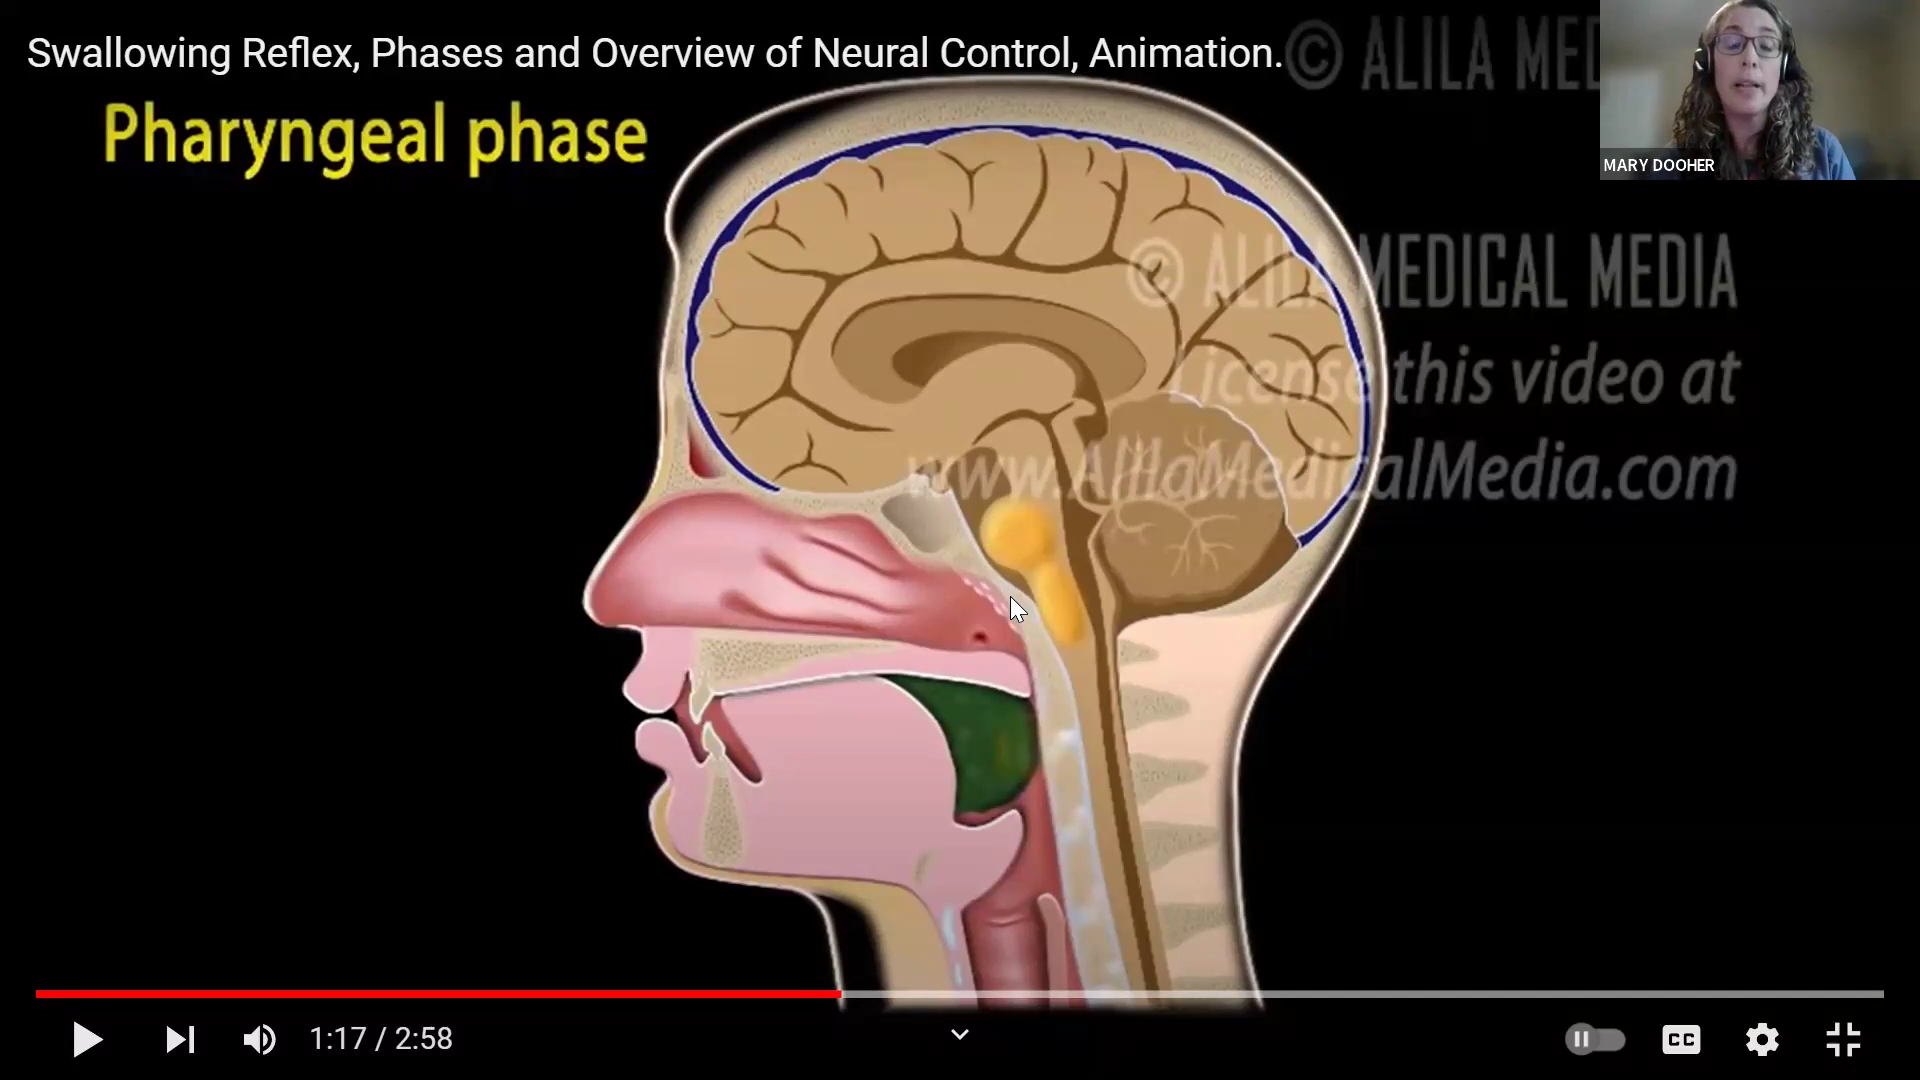 Swallowing Reflex, Phases and Overview of Neural Control, Animation.
© ALILA MED
Pharyngeal phase
MARY DOOHER
© ALILA MEDICAL MEDIA
License this video at
www.AlilaMedicalMedia.com
1:17 / 2:58
CC